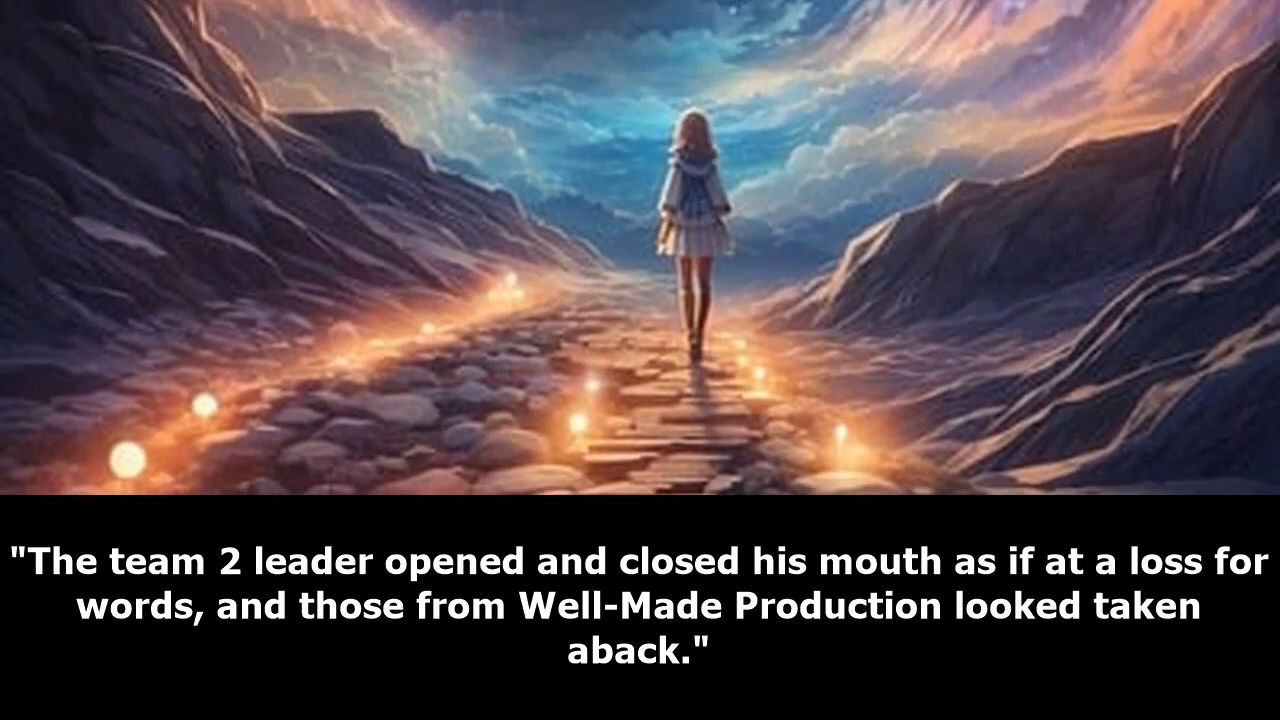 "The team 2 leader opened and closed his mouth as if at a loss for
words, and those from Well-Made Production looked taken
aback."